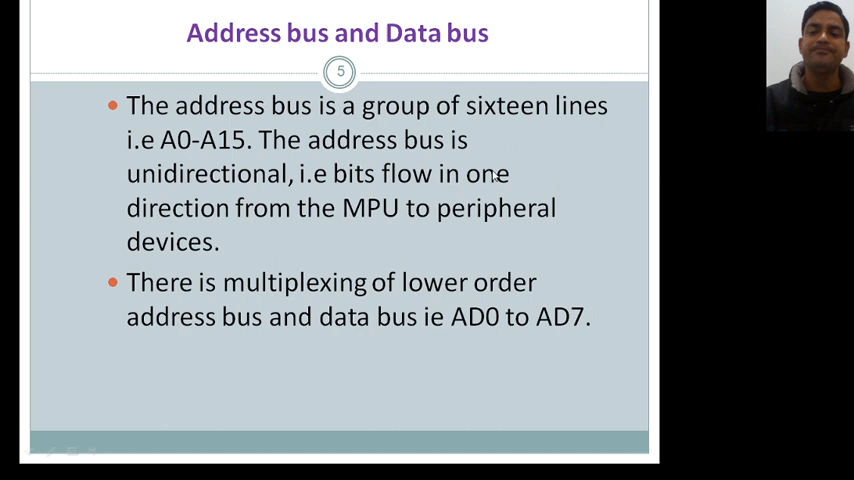 Address bus and Data bus
5
The address bus is a group of sixteen lines
i.e A0-A15. The address bus is
unidirectional, i.e bits flow in one
direction from the MPU to peripheral
devices.
There is multiplexing of lower order
address bus and data bus ie AD0 to AD7.